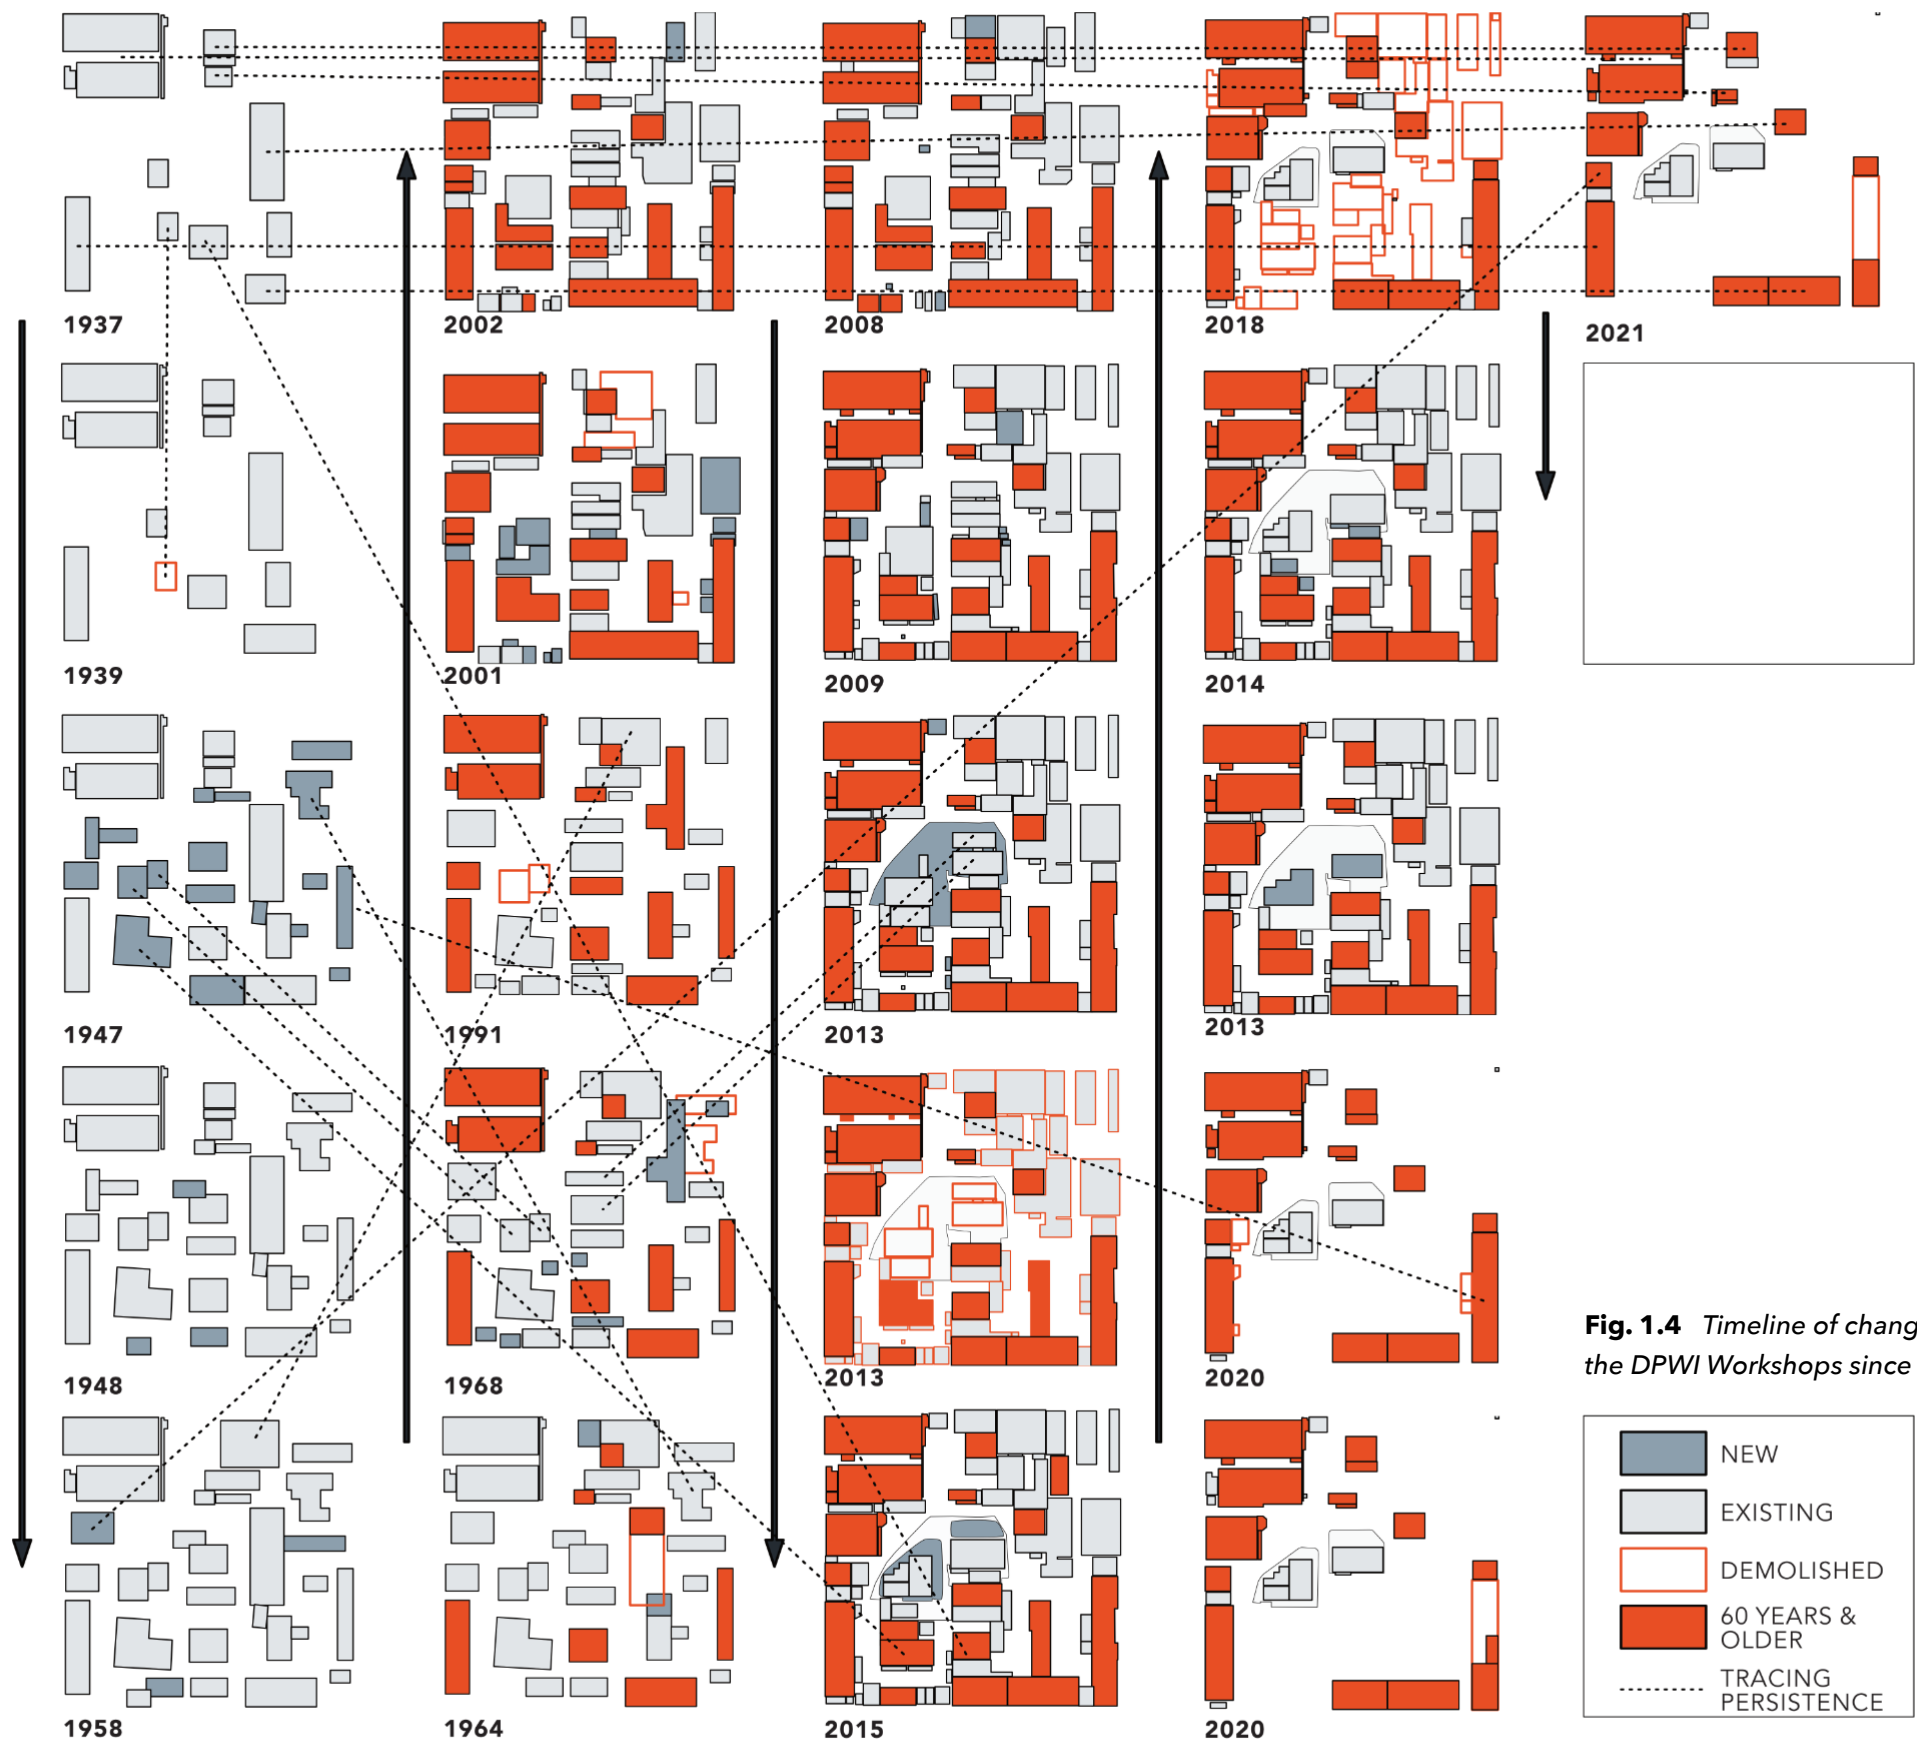 1937
2002
2008
2018
2021
1939
2001
2009
2014
1947
1991
2013
2013
1948
1968
2013
2020
Fig. 1.4 Timeline of chang
the DPWI Workshops since
NEW
EXISTING
DEMOLISHED
60 YEARS &
OLDER
TRACING
PERSISTENCE
1958
1964
2015
2020